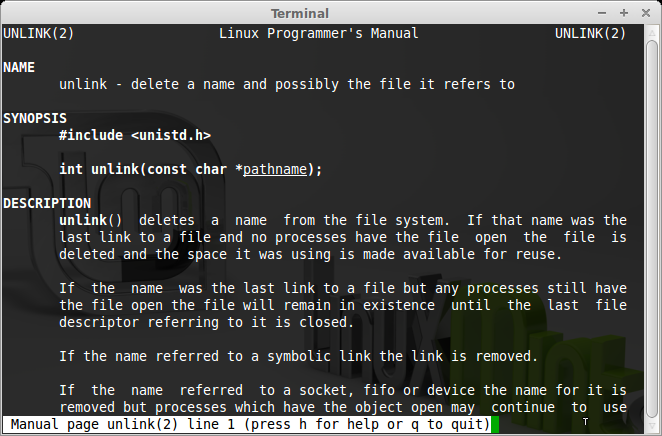 Terminal
UNLINK(2) Linux Programmer's Manual UNLINK(2)
NAME
unlink - delete a name and possibly the file it refers to
SYNOPSIS
#include <unistd.h>
int unlink(const char *pathname);
DESCRIPTION
unlink() deletes a name from the file system. If that name was the
last link to a file and no processes have the file open the file is
deleted and the space it was using is made available for reuse.
If the name was the last link to a file but any processes still have
the file open the file will remain in existence until the last file
descriptor referring to it is closed.
If the name referred to a symbolic link the link is removed.
If the name referred to a socket, fifo or device the name for it is
removed but processes which have the object open may continue to use
Manual page unlink(2) line 1 (press h for help or q to quit)
Linux mint